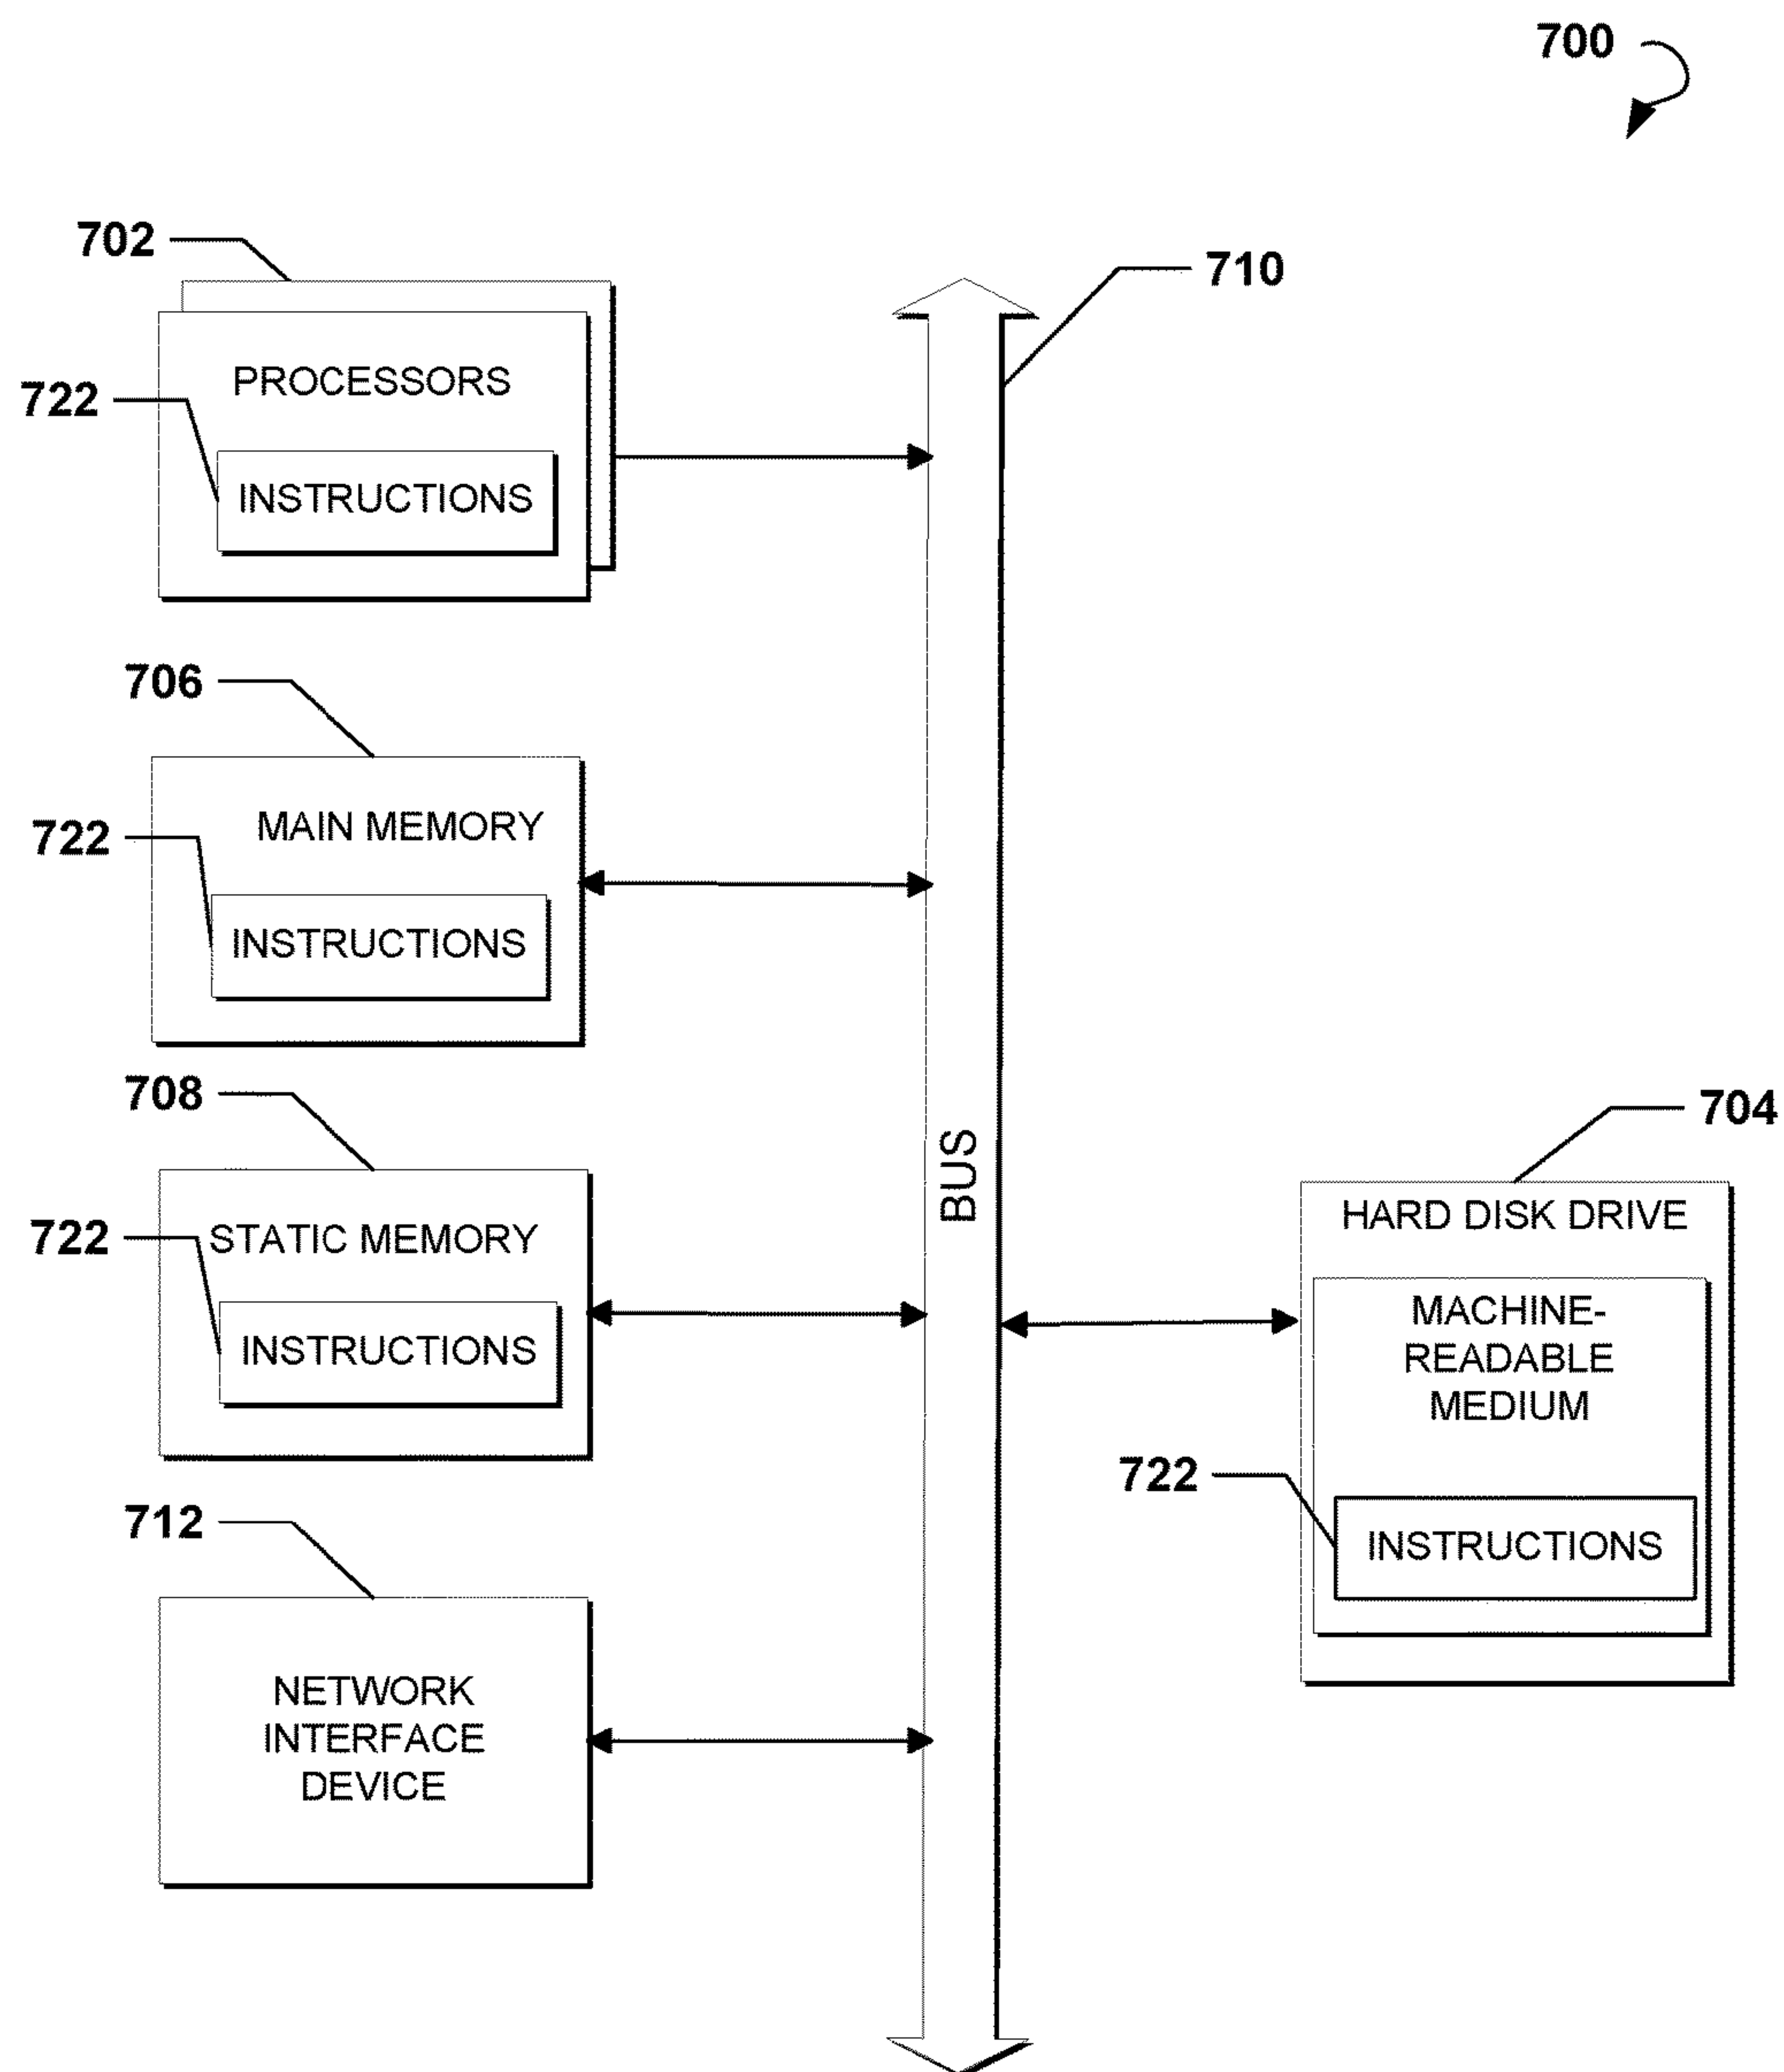 700
702
710
PROCESSORS
722
INSTRUCTIONS
706
MAIN MEMORY
722
INSTRUCTIONS
708
704
BUS
STATIC MEMORY
722
INSTRUCTIONS
HARD DISK DRIVE
MACHINE-
READABLE
MEDIUM
722
INSTRUCTIONS
712
NETWORK
INTERFACE
DEVICE